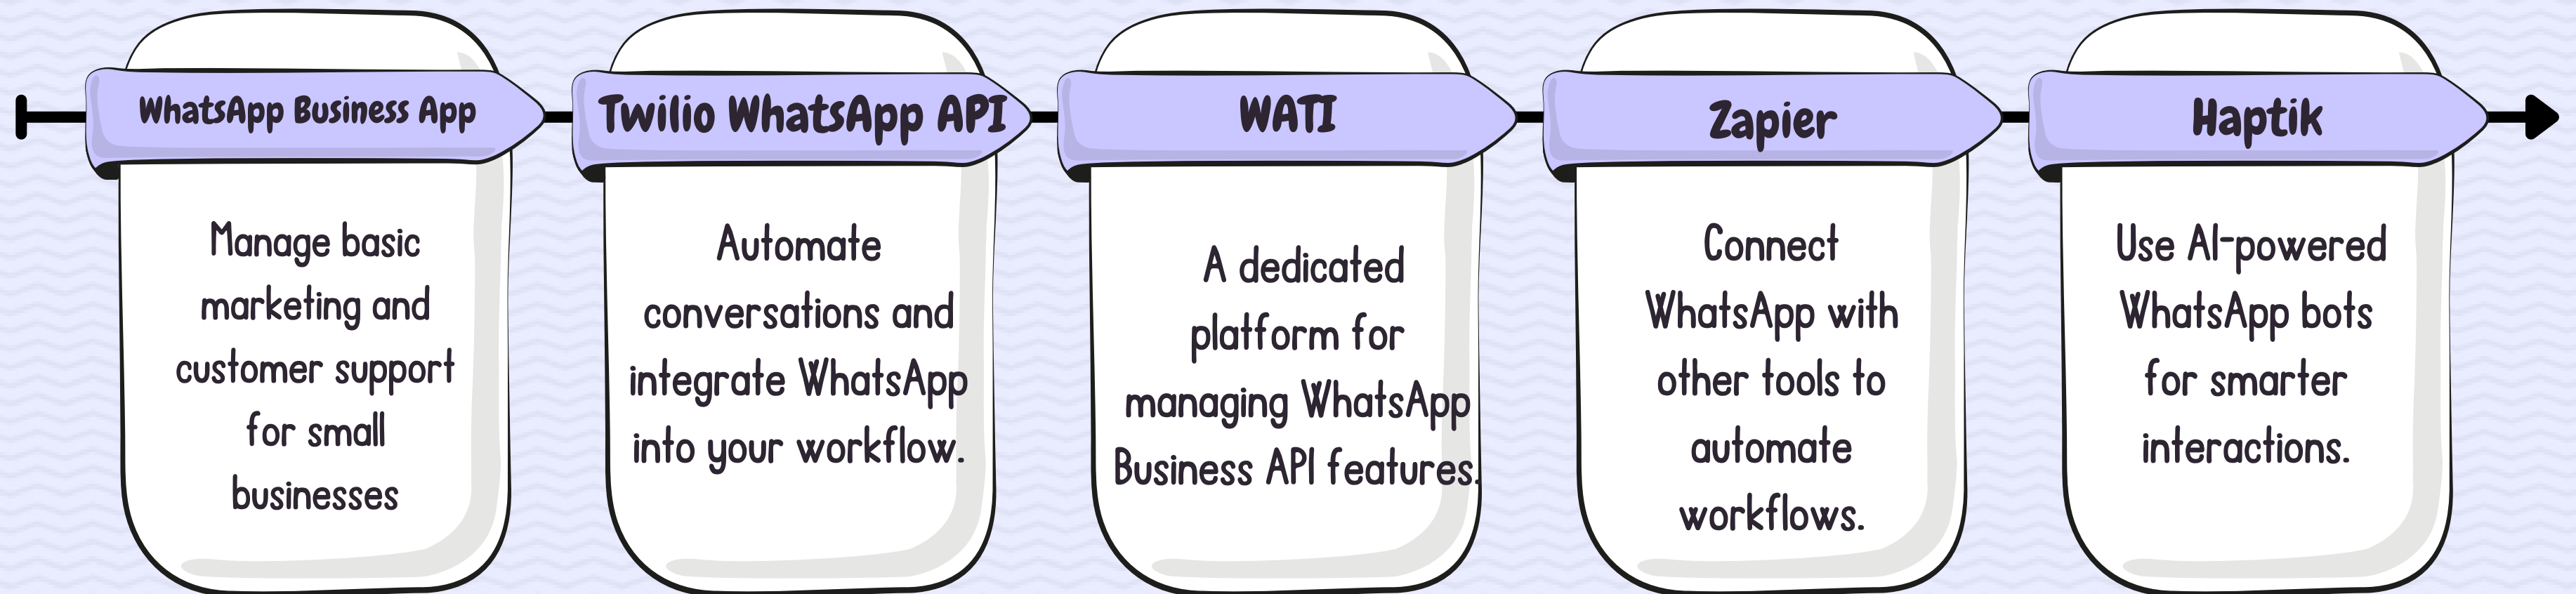 WhatsApp Business App
Manage basic
marketing and
customer support
for small
businesses
Twilio WhatsApp API
Automate
conversations and
integrate WhatsApp
into your workflow.
WATI
A dedicated
platform for
managing WhatsApp
Business API features.
Zapier
Connect
WhatsApp with
other tools to
automate
workflows.
Haptik
Use AI-powered
WhatsApp bots
for smarter
interactions.